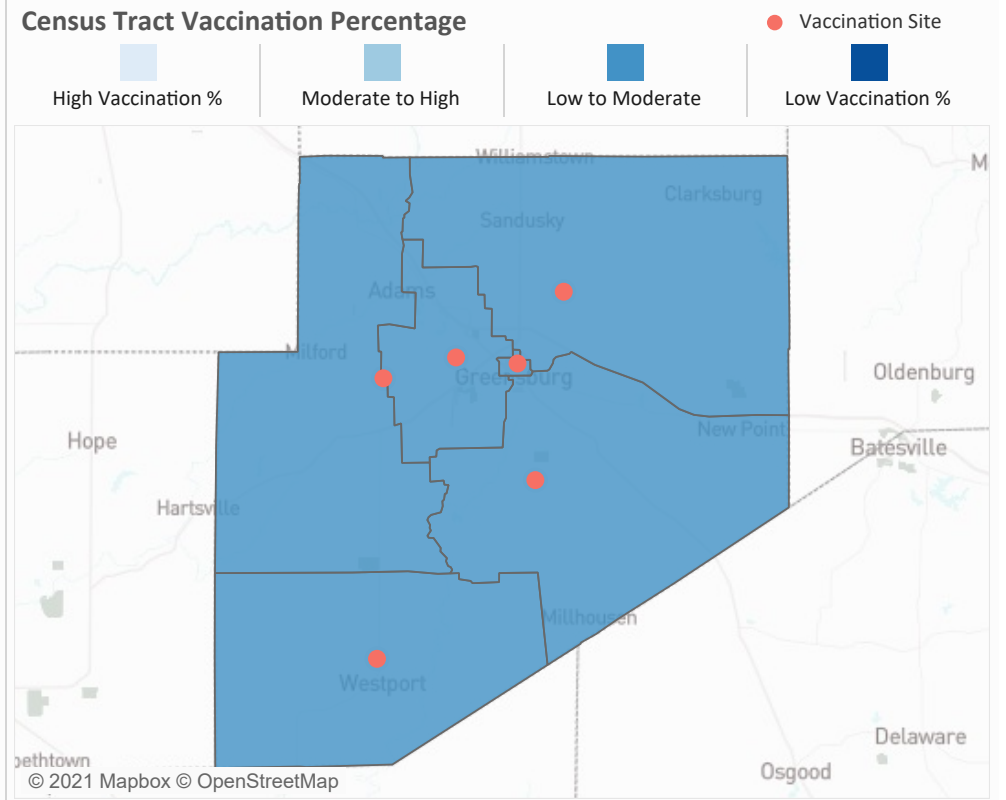 Census Tract Vaccination Percentage
Vaccination Site
High Vaccination %
Moderate to High
Low to Moderate
Low Vaccination %
Williamstown
M
Clarksburg
Sandusky
Adams
Milford
Greensburg
Oldenburg
New Point
Hope
Batesville
Hartsville
Millhousen
Westport
Delaware
pethtown
Osgood
© 2021 Mapbox © OpenStreetMap